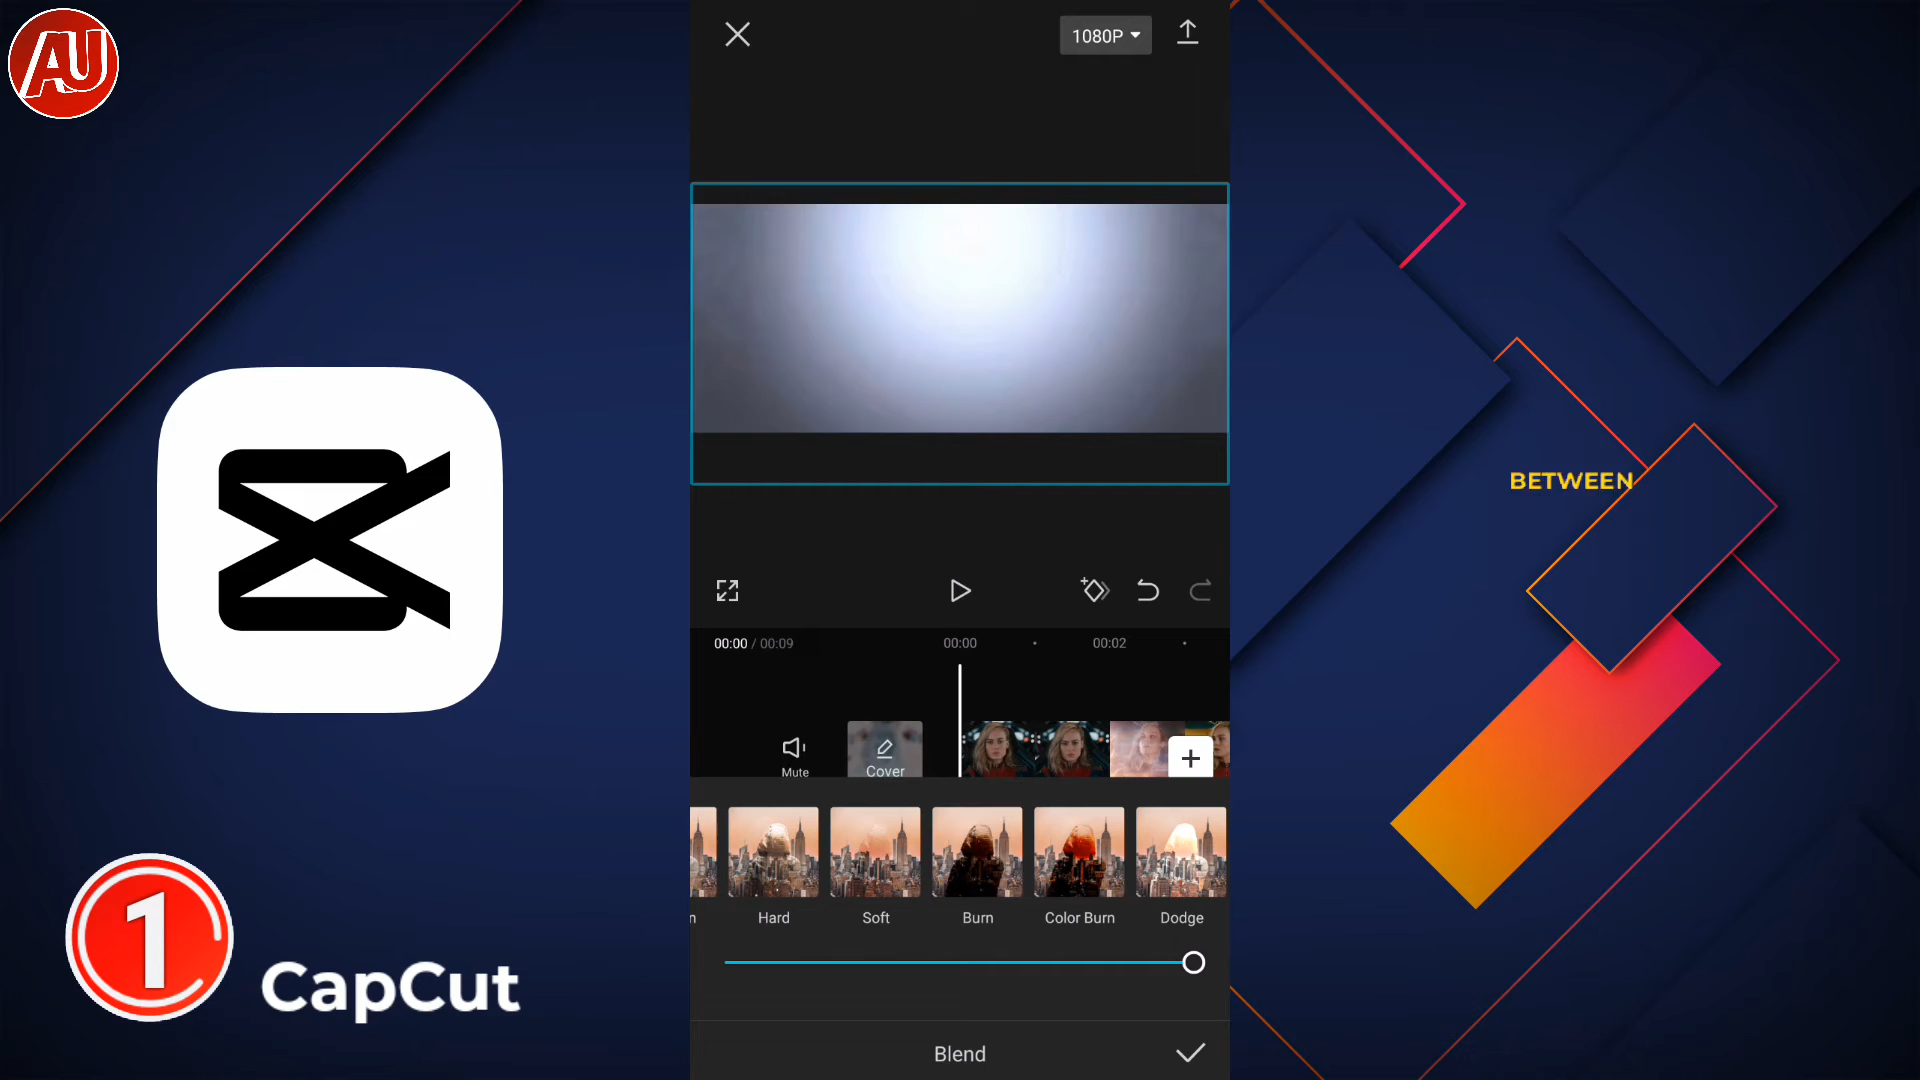 AU
1080P
BETWEEN
00:00 / 00:09
00:00
00:02
Mute
Cover
n
Hard
Soft
Burn
Color Burn
Dodge
1
CapCut
Blend